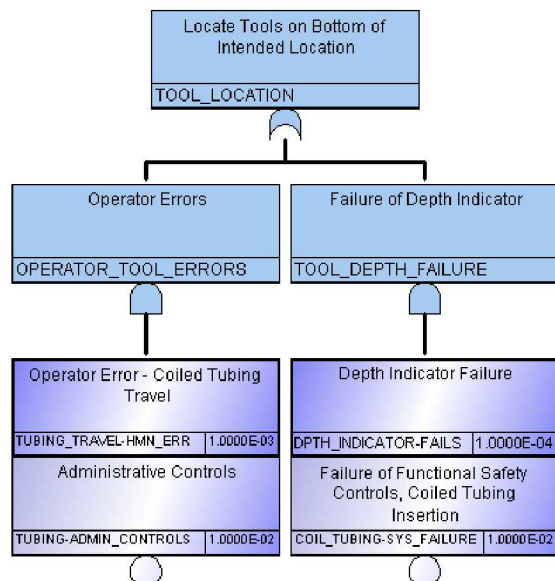 Locate Tools on Bottom of
Intended Location
TOOL_LOCATION
Operator Errors
OPERATOR_TOOL_ERRORS
Failure of Depth Indicator
TOOL_DEPTH_FAILURE
Operator Error - Coiled Tubing
Travel
TUBING_TRAVEL-HMN_ERR 1.0000E-03
Administrative Controls
TUBING-ADMIN_CONTROLS 1.0000E-02
Depth Indicator Failure
DPTH_INDICATOR-FAILS 1.0000E-04
Failure of Functional Safety
Controls, Coiled Tubing
Insertion
COIL_TUBING-SYS_FAILURE 1.0000E-02